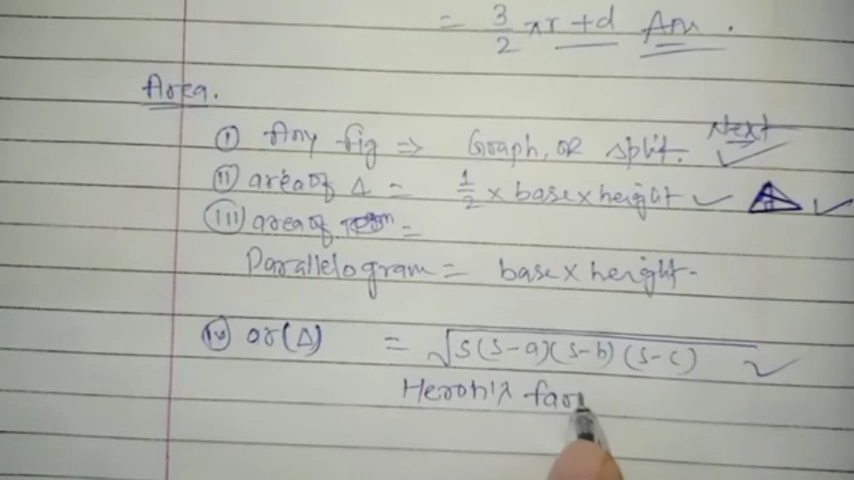 = 3/2 πr + d Ans.
Area.
(i) Any fig ⇒ Graph, OR split. Next
(ii) area of Δ = 1/2 × base × height
(iii) area of =
Parallelogram = base × height.
(iv) ar(Δ) = √s(s-a)(s-b)(s-c)
Heron's for